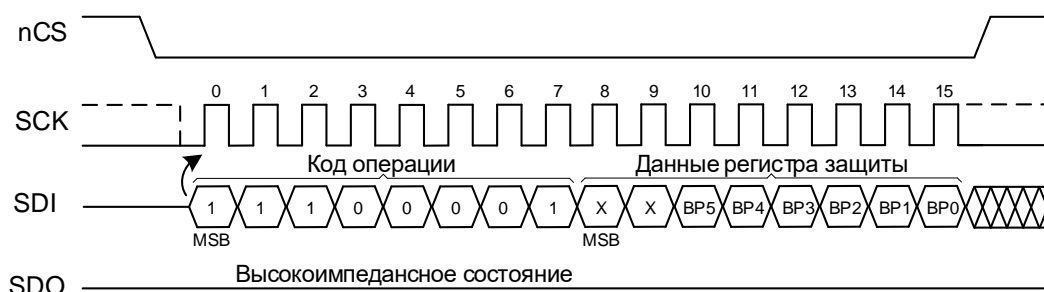 nCS
0 1 2 3 4 5 6 7 8 9 10 11 12 13 14 15
SCK
Код операции Данные регистра защиты
SDI 1 1 1 0 0 0 0 1 X X BP5 BP4 BP3 BP2 BP1 BP0
MSB MSB
Высокоимпедансное состояние
SDO